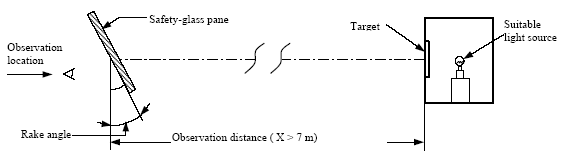 Safety-glass pane
Target
Suitable
light source
Observation
location
Rake angle
Observation distance ( X > 7 m)